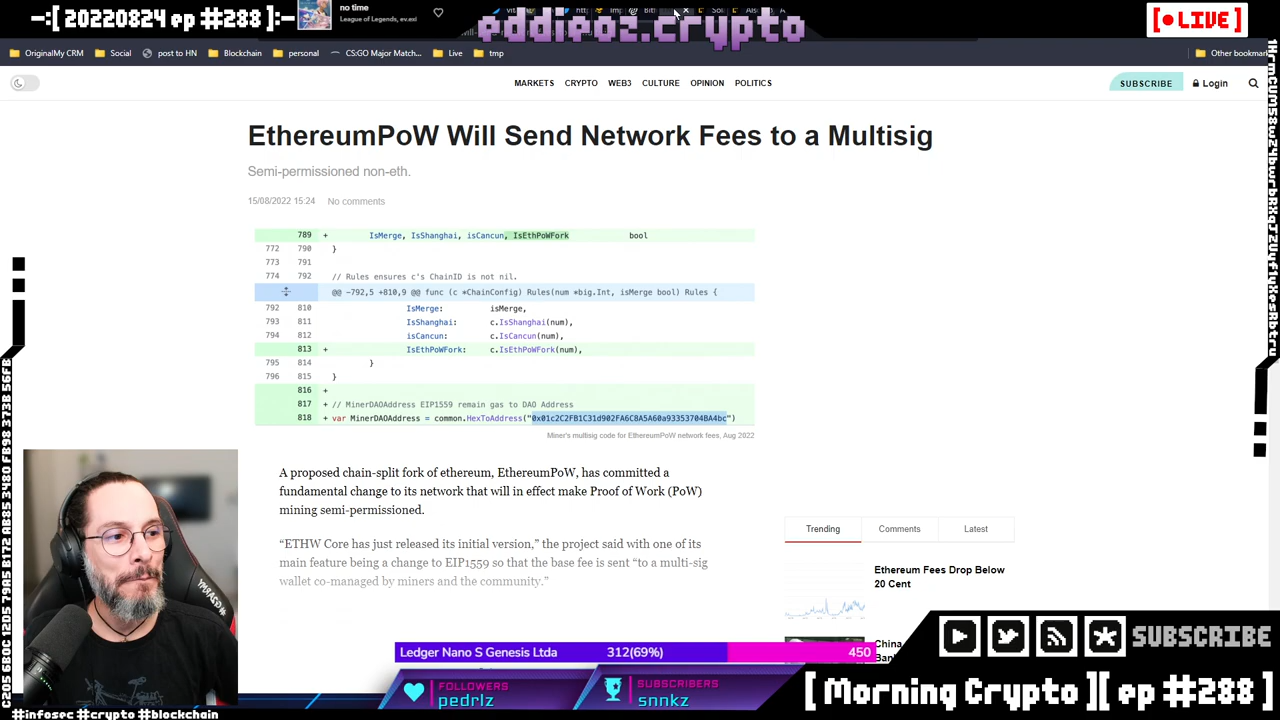 [ 20220824 ep #288 ]:~
League of Legends, ev.exi
eddieoz.crypto
[●LIVE]
OriginalMy CRM
Social
post to HN
Blockchain
personal
CS:GO Major Match...
Live
tmp
Other bookmar
MARKETS CRYPTO WEB3 CULTURE OPINION POLITICS
SUBSCRIBE
Login
EthereumPoW Will Send Network Fees to a Multisig
Semi-permissioned non-eth.
15/08/2022 15:24 No comments
789 + IsMerge, IsShanghai, isCancun, IsEthPoWFork bool
772 790 }
773 791
774 792 // Rules ensures c's ChainID is not nil.
@@ -792,5 +810,9 @@ func (c *ChainConfig) Rules(num *big.Int, isMerge bool) Rules {
792 810 IsMerge: isMerge,
793 811 IsShanghai: c.IsShanghai(num),
794 812 isCancun: c.IsCancun(num),
813 + IsEthPoWFork: c.IsEthPoWFork(num),
795 814 }
796 815 }
816 +
817 + // MinerDAOAddress EIP1559 remain gas to DAO Address
818 + var MinerDAOAddress = common.HexToAddress("0x01c2C2FB1C31d902FA6C8A5A60a93353704BA4bc")
Miner's multisig code for EthereumPoW network fees, Aug 2022
A proposed chain-split fork of ethereum, EthereumPoW, has committed a
fundamental change to its network that will in effect make Proof of Work (PoW)
mining semi-permissioned.
“ETHW Core has just released its initial version,” the project said with one of its
main feature being a change to EIP1559 so that the base fee is sent “to a multi-sig
wallet co-managed by miners and the community.”
Trending Comments Latest
Ethereum Fees Drop Below
20 Cent
China
Ban
Ledger Nano S Genesis Ltda 312(69%) 450
FOLLOWERS
pedrlz
SUBSCRIBERS
snnkz
SUBSCRIBE
[ Morning Crypto ][ ep #288 ]
#infosec #crypto #blockchain